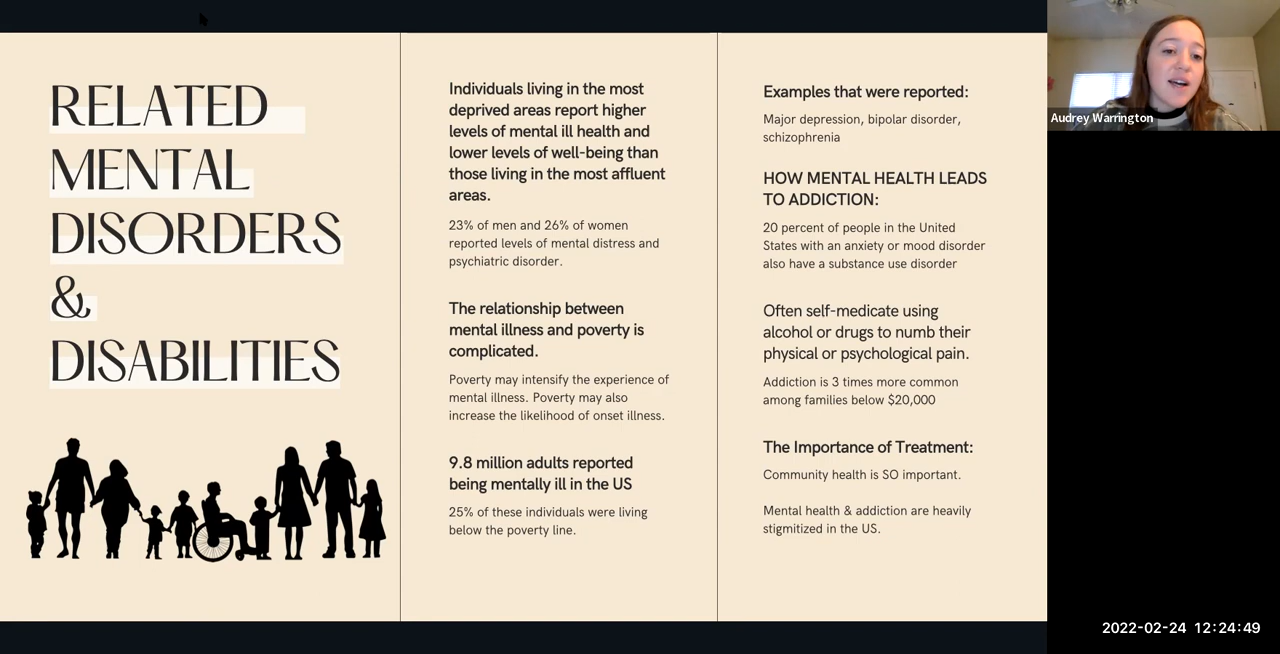 RELATED
MENTAL
DISORDERS
&
DISABILITIES
Individuals living in the most
deprived areas report higher
levels of mental ill health and
lower levels of well-being than
those living in the most affluent
areas.
23% of men and 26% of women
reported levels of mental distress and
psychiatric disorder.
The relationship between
mental illness and poverty is
complicated.
Poverty may intensify the experience of
mental illness. Poverty may also
increase the likelihood of onset illness.
9.8 million adults reported
being mentally ill in the US
25% of these individuals were living
below the poverty line.
Examples that were reported:
Major depression, bipolar disorder,
schizophrenia
HOW MENTAL HEALTH LEADS
TO ADDICTION:
20 percent of people in the United
States with an anxiety or mood disorder
also have a substance use disorder
Often self-medicate using
alcohol or drugs to numb their
physical or psychological pain.
Addiction is 3 times more common
among families below $20,000
The Importance of Treatment:
Community health is SO important.
Mental health & addiction are heavily
stigmitized in the US.
Audrey Warrington
2022-02-24 12:24:49